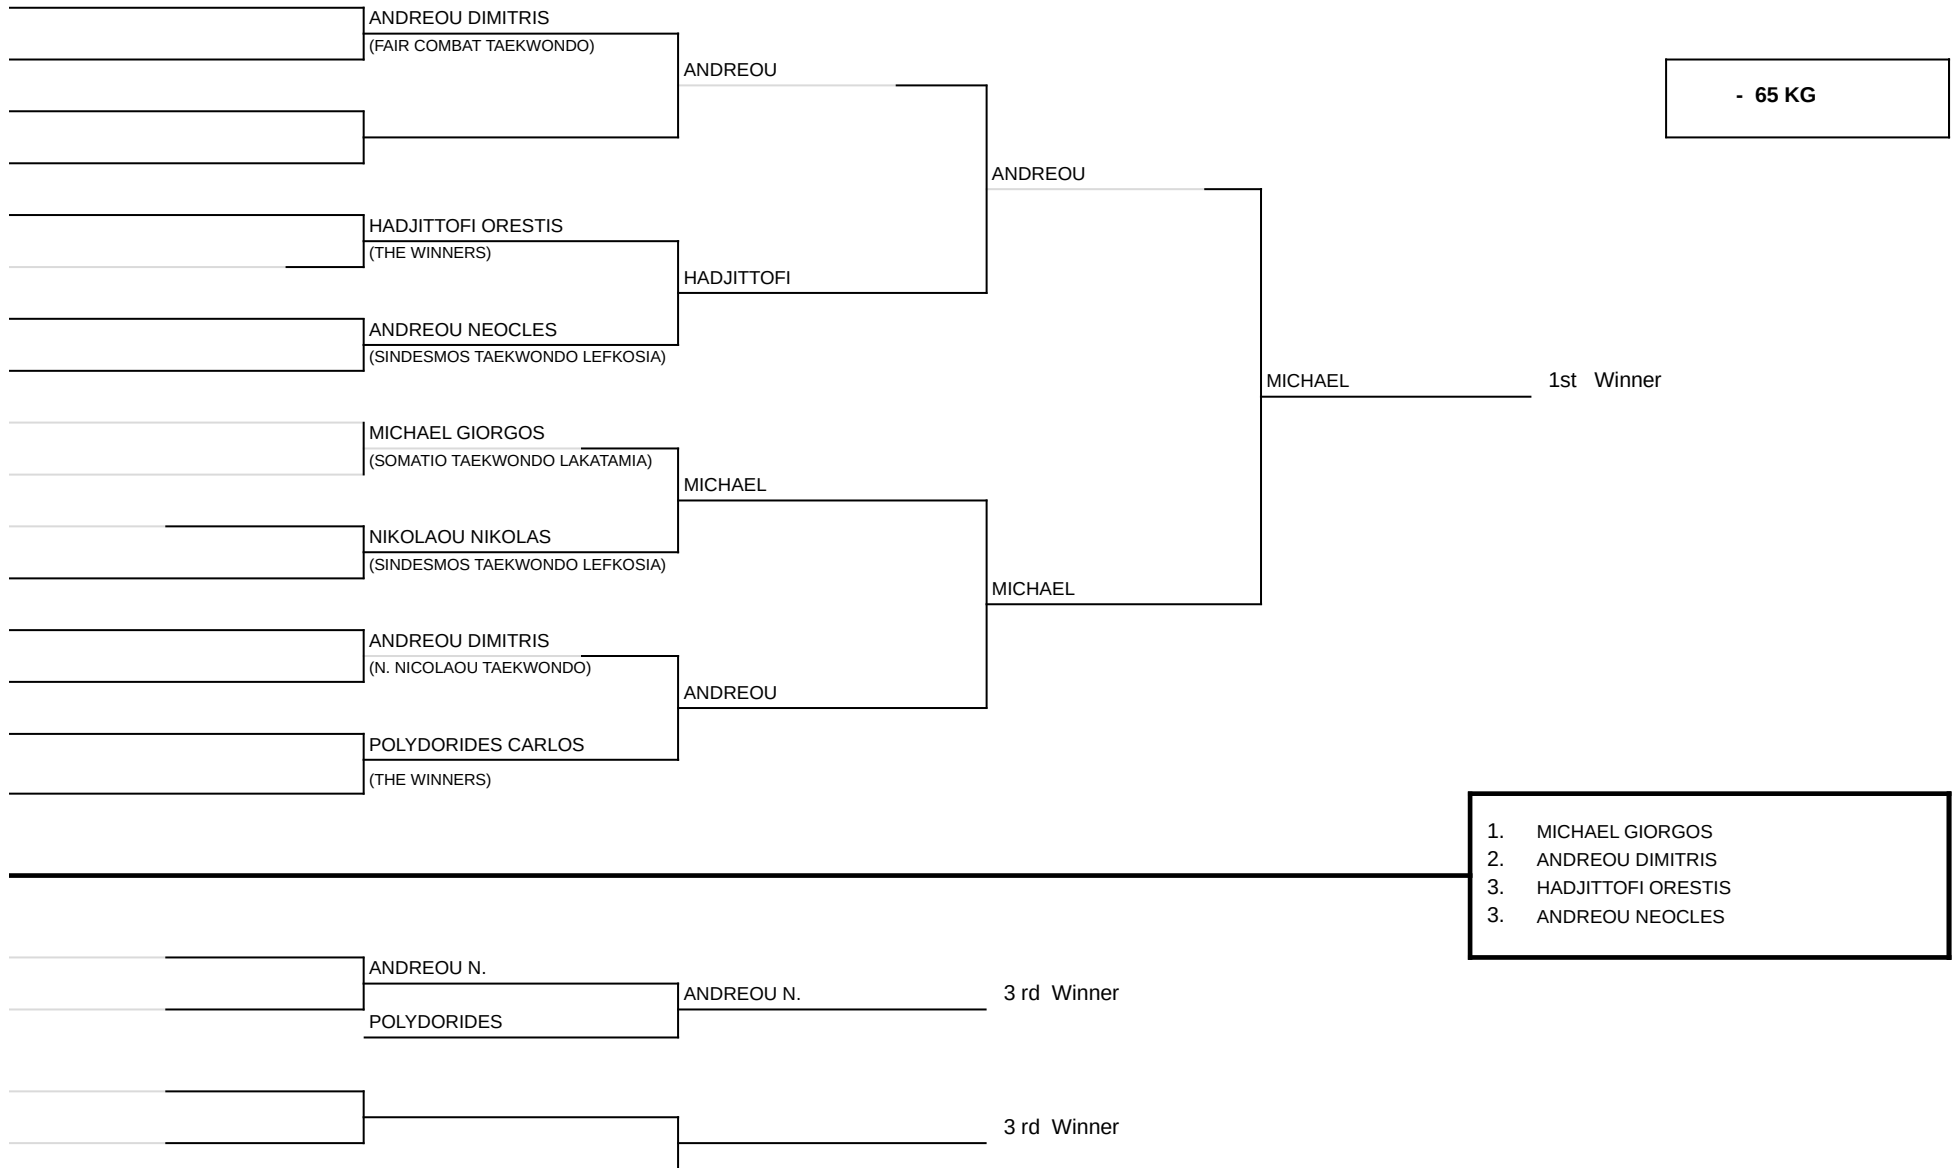 ANDREOU DIMITRIS
(FAIR COMBAT TAEKWONDO)
ANDREOU
- 65 KG
ANDREOU
HADJITTOFI ORESTIS
(THE WINNERS)
HADJITTOFI
ANDREOU NEOCLES
(SINDESMOS TAEKWONDO LEFKOSIA)
MICHAEL
1st Winner
MICHAEL GIORGOS
(SOMATIO TAEKWONDO LAKATAMIA)
MICHAEL
NIKOLAOU NIKOLAS
(SINDESMOS TAEKWONDO LEFKOSIA)
MICHAEL
ANDREOU DIMITRIS
(N. NICOLAOU TAEKWONDO)
ANDREOU
POLYDORIDES CARLOS
(THE WINNERS)
1. MICHAEL GIORGOS
2. ANDREOU DIMITRIS
3. HADJITTOFI ORESTIS
3. ANDREOU NEOCLES
ANDREOU N.
ANDREOU N.
3 rd Winner
POLYDORIDES
3 rd Winner